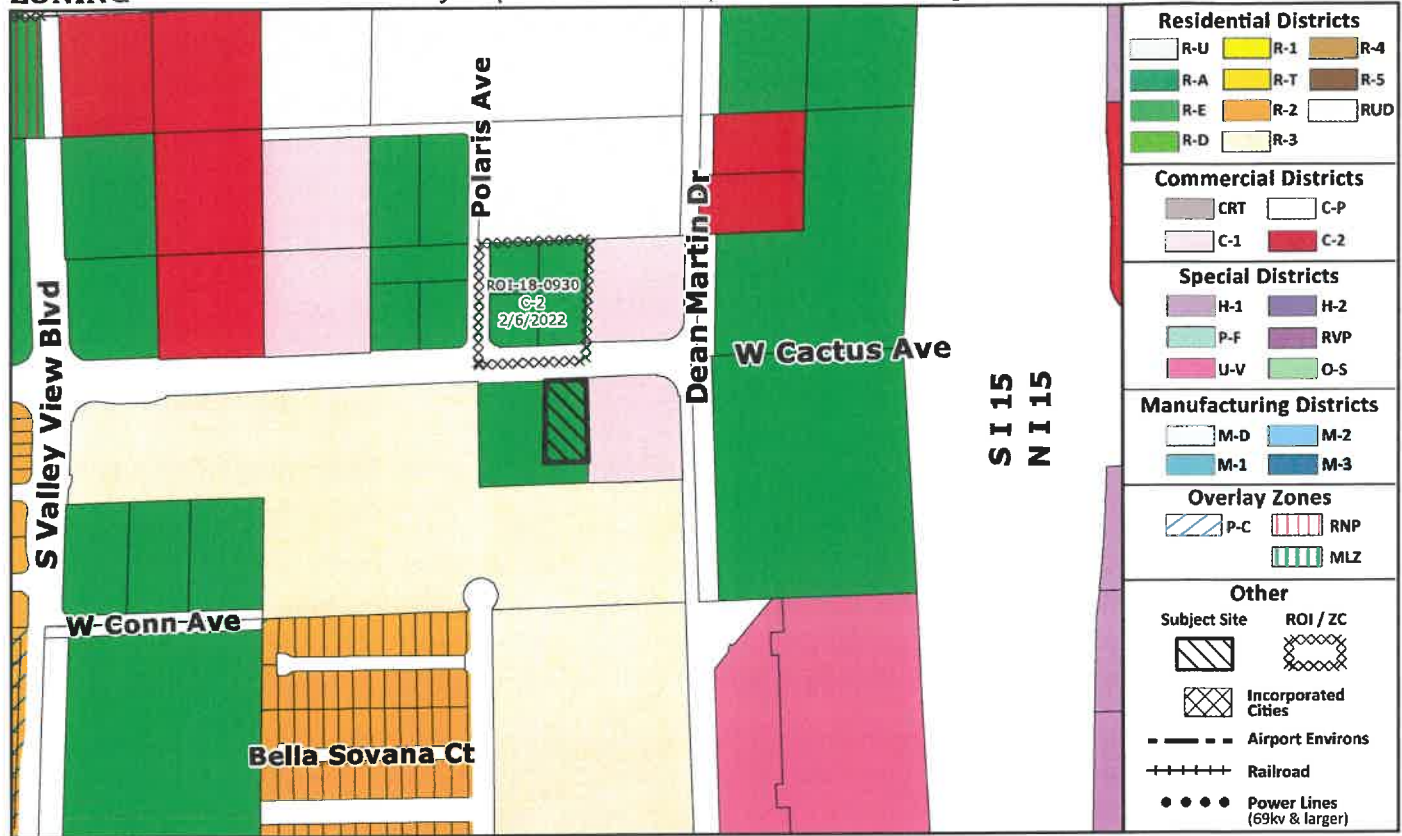 Polaris Ave
Dean Martin Dr
S Valley View Blvd
ROI-18-0930
C-2
2/6/2022
W Cactus Ave
S I 15
N I 15
W Conn Ave
Bella Sovana Ct
Residential Districts
R-U
R-1
R-4
R-A
R-T
R-5
R-E
R-2
RUD
R-D
R-3
Commercial Districts
CRT
C-P
C-1
C-2
Special Districts
H-1
H-2
P-F
RVP
U-V
O-S
Manufacturing Districts
M-D
M-2
M-1
M-3
Overlay Zones
P-C
RNP
MLZ
Other
Subject Site
ROI / ZC
Incorporated
Cities
Airport Environs
Railroad
Power Lines
(69kv & larger)